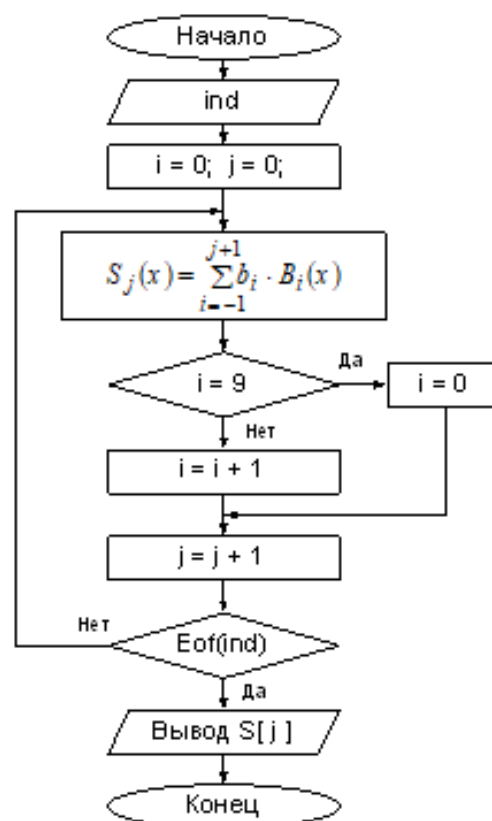 Начало
ind
i = 0; j = 0;
j+1
S_j(x) = ∑ b_i · B_i(x)
i=-1
i = 9
Да
i = 0
Нет
i = i + 1
j = j + 1
Eof(ind)
Нет
Да
Вывод S[ j ]
Конец